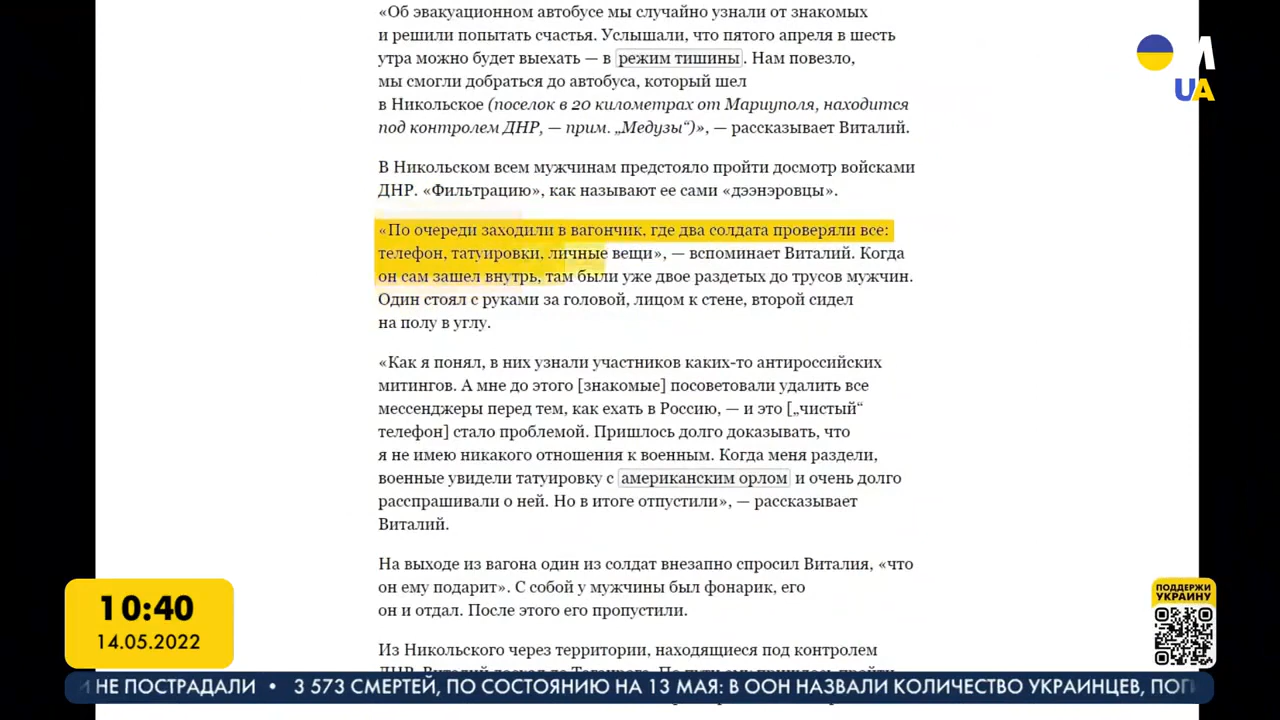 «Об эвакуационном автобусе мы случайно узнали от знакомых
и решили попытать счастья. Услышали, что пятого апреля в шесть
утра можно будет выехать — в режим тишины. Нам повезло,
мы смогли добраться до автобуса, который шел
в Никольское (поселок в 20 километрах от Мариуполя, находится
под контролем ДНР, — прим. „Медузы“)», — рассказывает Виталий.
В Никольском всем мужчинам предстояло пройти досмотр войсками
ДНР. «Фильтрацию», как называют ее сами «дээнэровцы».
«По очереди заходили в вагончик, где два солдата проверяли все:
телефон, татуировки, личные вещи», — вспоминает Виталий. Когда
он сам зашел внутрь, там были уже двое раздетых до трусов мужчин.
Один стоял с руками за головой, лицом к стене, второй сидел
на полу в углу.
«Как я понял, в них узнали участников каких-то антироссийских
митингов. А мне до этого [знакомые] посоветовали удалить все
мессенджеры перед тем, как ехать в Россию, — и это [„чистый“
телефон] стало проблемой. Пришлось долго доказывать, что
я не имею никакого отношения к военным. Когда меня раздели,
военные увидели татуировку с американским орлом и очень долго
расспрашивали о ней. Но в итоге отпустили», — рассказывает
Виталий.
На выходе из вагона один из солдат внезапно спросил Виталия, «что
он ему подарит». С собой у мужчины был фонарик, его
он и отдал. После этого его пропустили.
Из Никольского через территории, находящиеся под контролем
M
UA
10:40
14.05.2022
ПОДДЕРЖИ
УКРАИНУ
И НЕ ПОСТРАДАЛИ • 3 573 СМЕРТЕЙ, ПО СОСТОЯНИЮ НА 13 МАЯ: В ООН НАЗВАЛИ КОЛИЧЕСТВО УКРАИНЦЕВ,